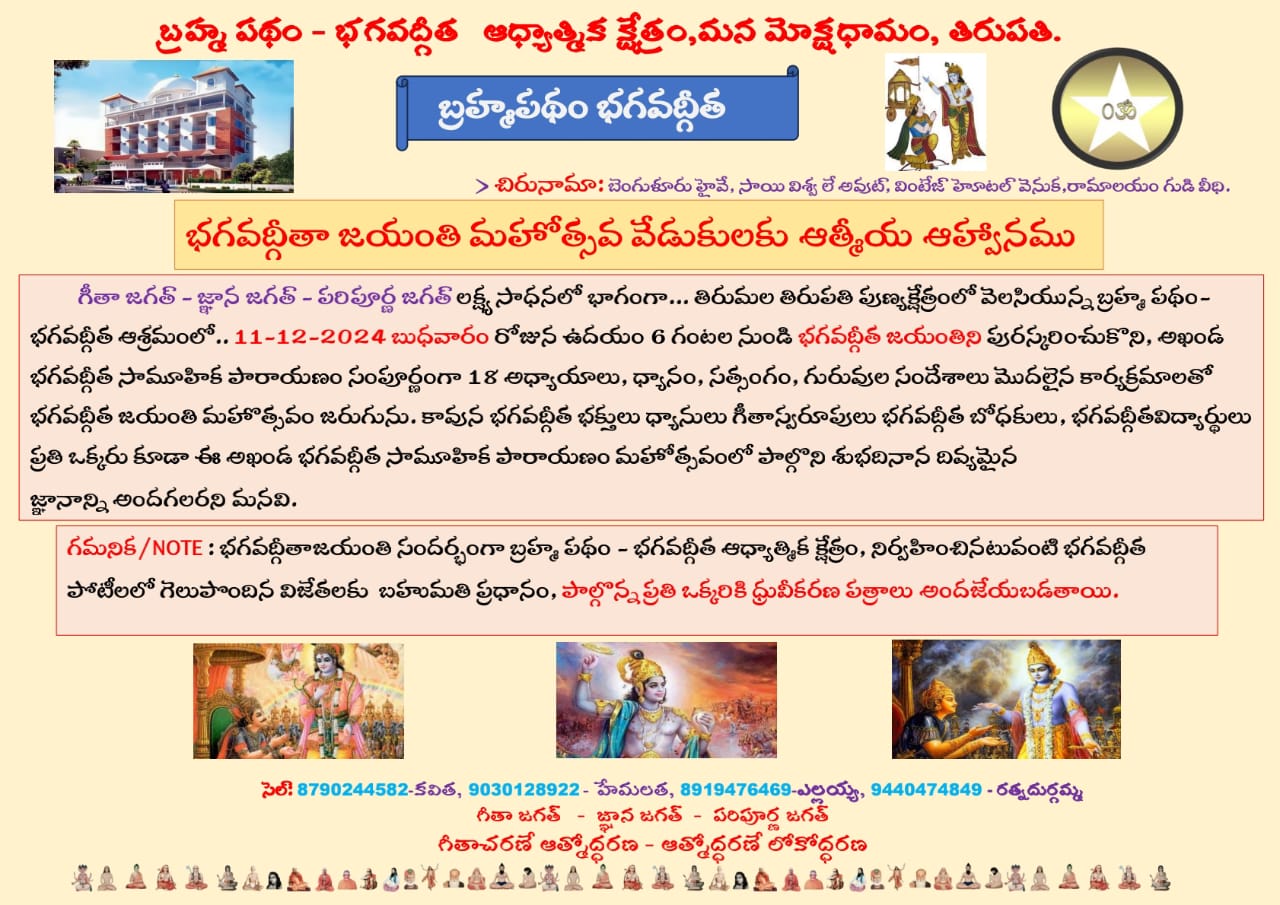 బ్రహ్మ పథం - భగవద్గీత ఆధ్యాత్మిక క్షేత్రం,మన మోక్షధామం, తిరుపతి.
బ్రహ్మపథం భగవద్గీత
ఓం
> చిరునామా: బెంగుళూరు హైవే, సాయి విశ్వ లే అవుట్, వింటేజ్ హెూటల్ వెనుక,రామాలయం గుడి వీధి.
భగవద్గీతా జయంతి మహోత్సవ వేడుకులకు ఆత్మీయ ఆహ్వానము
గీతా జగత్ - జ్ఞాన జగత్ - పరిపూర్ణ జగత్ లక్ష్య సాధనలో భాగంగా... తిరుమల తిరుపతి పుణ్యక్షేత్రంలో వెలసియున్న బ్రహ్మ పథం-
భగవద్గీత ఆశ్రమంలో.. 11-12-2024 బుధవారం రోజున ఉదయం 6 గంటల నుండి భగవద్గీత జయంతిని పురస్కరించుకొని, అఖండ
భగవద్గీత సామూహిక పారాయణం సంపూర్ణంగా 18 అధ్యాయాలు, ధ్యానం, సత్సంగం, గురువుల సందేశాలు మొదలైన కార్యక్రమాలతో
భగవద్గీత జయంతి మహొత్సవం జరుగును. కావున భగవద్గీత భక్తులు ధ్యానులు గీతాస్వరూపులు భగవద్గీత బోధకులు, భగవద్గీతవిద్యార్థులు
ప్రతి ఒక్కరు కూడా ఈ అఖండ భగవద్గీత సామూహిక పారాయణం మహోత్సవంలో పాల్గొని శుభదినాన దివ్యమైన
జ్ఞానాన్ని అందగలరని మనవి.
గమనిక/NOTE : భగవద్గీతాజయంతి సందర్భంగా బ్రహ్మ పథం - భగవద్గీత ఆధ్యాత్మిక క్షేత్రం, నిర్వహించినటువంటి భగవద్గీత
పోటీలలో గెలుపొందిన విజేతలకు బహుమతి ప్రధానం, పాల్గొన్న ప్రతి ఒక్కరికి ధ్రువీకరణ పత్రాలు అందజేయబడతాయి.
సెల్: 8790244582-కవిత, 9030128922 - హేమలత, 8919476469-ఎల్లయ్య, 9440474849 - రత్నదుర్గమ్మ
గీతా జగత్ - జ్ఞాన జగత్ - పరిపూర్ణ జగత్
గీతాచరణే ఆత్మోద్ధరణ - ఆత్మోద్ధరణే లోకోద్ధరణ